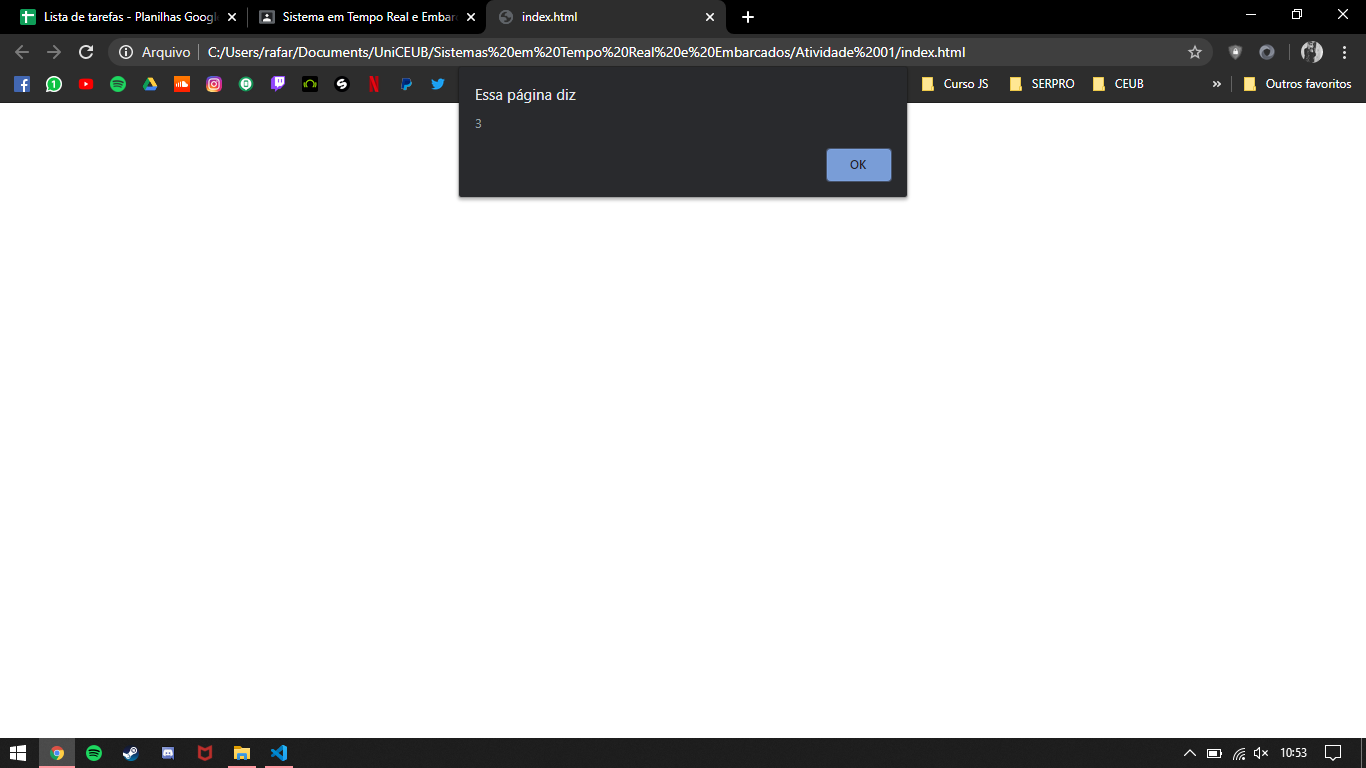 Lista de tarefas - Planilhas Googl
Sistema em Tempo Real e Embarc
index.html
Arquivo
C:/Users/rafar/Documents/UniCEUB/Sistemas%20em%20Tempo%20Real%20e%20Embarcados/Atividade%2001/index.html
1
Curso JS
SERPRO
CEUB
»
Outros favoritos
Essa página diz
3
OK
10:53